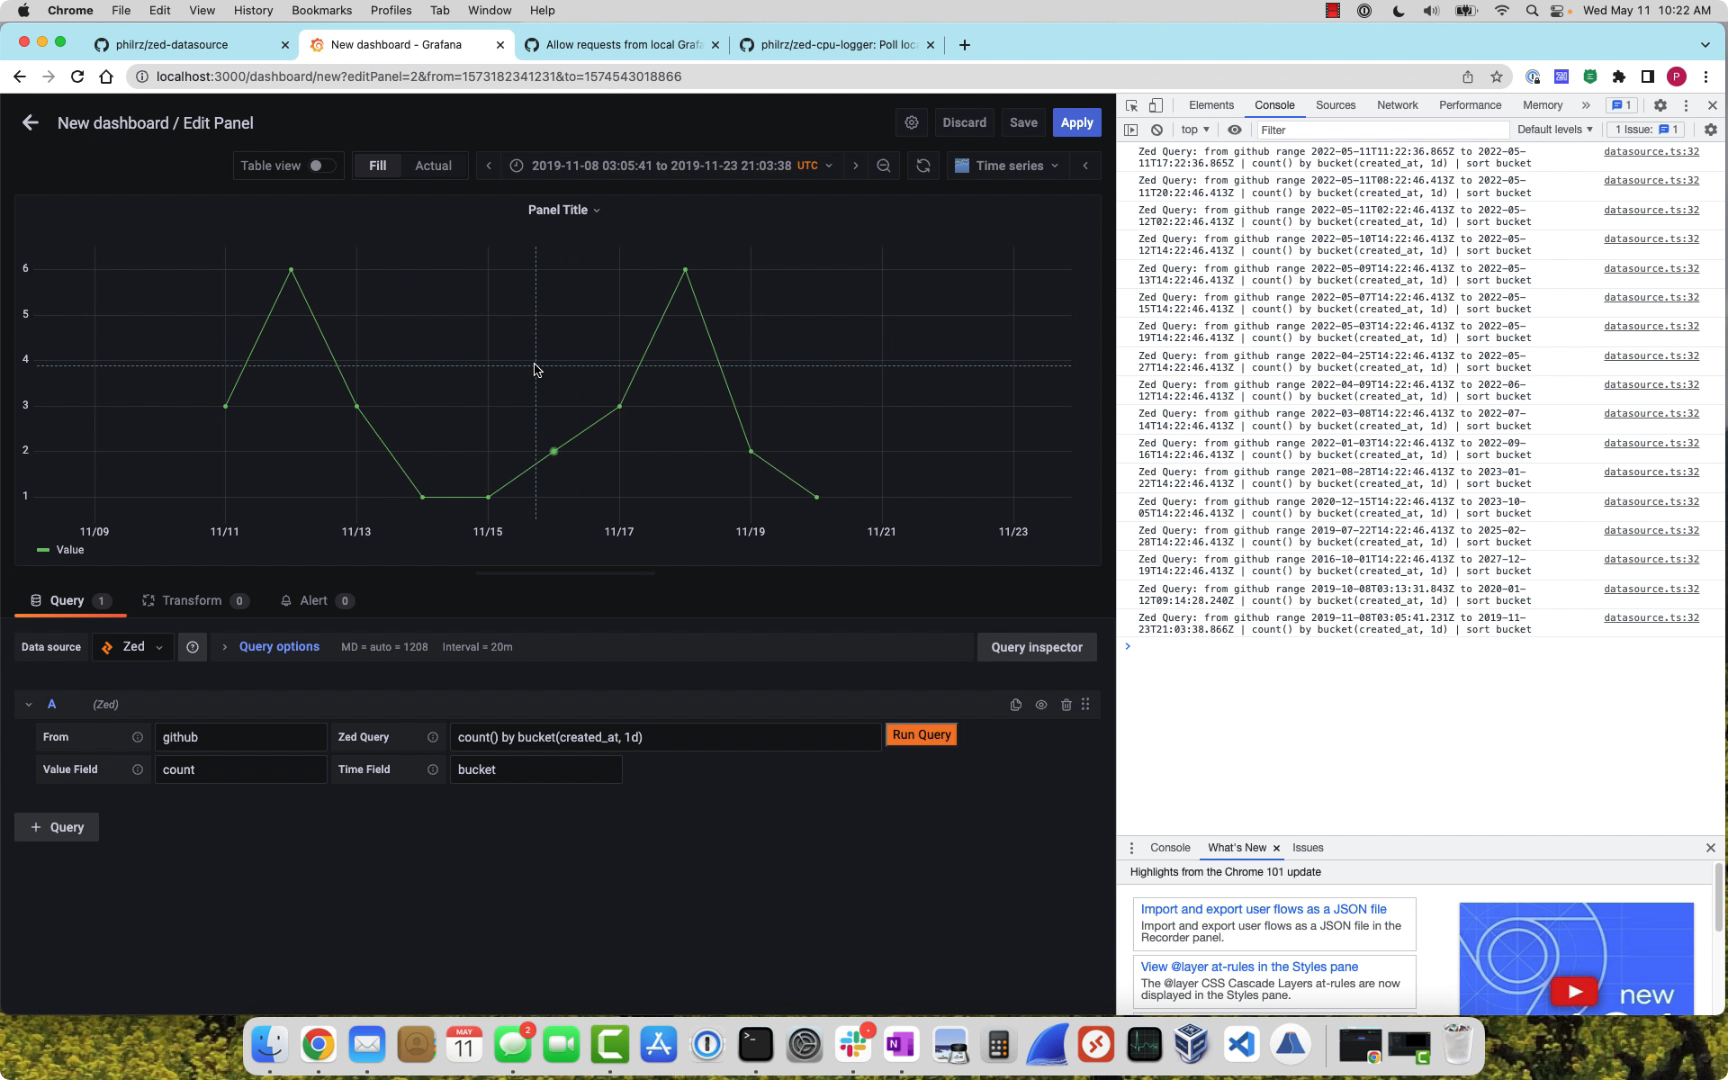 Chrome File Edit View History Bookmarks Profiles Tab Window Help
Wed May 11 10:22 AM
philrz/zed-datasource
New dashboard - Grafana
Allow requests from local Grafa
philrz/zed-cpu-logger: Poll loc
localhost:3000/dashboard/new?editPanel=2&from=1573182341231&to=1574543018866
P
New dashboard / Edit Panel
Discard Save Apply
Table view Fill Actual
2019-11-08 03:05:41 to 2019-11-23 21:03:38 UTC
Time series
Panel Title
6
5
4
3
2
1
11/09 11/11 11/13 11/15 11/17 11/19 11/21 11/23
Value
Query 1 Transform 0 Alert 0
Data source Zed Query options MD = auto = 1208 Interval = 20m Query inspector
A (Zed)
From github Zed Query count() by bucket(created_at, 1d) Run Query
Value Field count Time Field bucket
+ Query
Elements Console Sources Network Performance Memory 1
top Filter Default levels 1 Issue: 1
Zed Query: from github range 2022-05-11T11:22:36.865Z to 2022-05- datasource.ts:32
11T17:22:36.865Z | count() by bucket(created_at, 1d) | sort bucket
Zed Query: from github range 2022-05-11T08:22:46.413Z to 2022-05- datasource.ts:32
11T20:22:46.413Z | count() by bucket(created_at, 1d) | sort bucket
Zed Query: from github range 2022-05-11T02:22:46.413Z to 2022-05- datasource.ts:32
12T02:22:46.413Z | count() by bucket(created_at, 1d) | sort bucket
Zed Query: from github range 2022-05-10T14:22:46.413Z to 2022-05- datasource.ts:32
12T14:22:46.413Z | count() by bucket(created_at, 1d) | sort bucket
Zed Query: from github range 2022-05-09T14:22:46.413Z to 2022-05- datasource.ts:32
13T14:22:46.413Z | count() by bucket(created_at, 1d) | sort bucket
Zed Query: from github range 2022-05-07T14:22:46.413Z to 2022-05- datasource.ts:32
15T14:22:46.413Z | count() by bucket(created_at, 1d) | sort bucket
Zed Query: from github range 2022-05-03T14:22:46.413Z to 2022-05- datasource.ts:32
19T14:22:46.413Z | count() by bucket(created_at, 1d) | sort bucket
Zed Query: from github range 2022-04-25T14:22:46.413Z to 2022-05- datasource.ts:32
27T14:22:46.413Z | count() by bucket(created_at, 1d) | sort bucket
Zed Query: from github range 2022-04-09T14:22:46.413Z to 2022-06- datasource.ts:32
12T14:22:46.413Z | count() by bucket(created_at, 1d) | sort bucket
Zed Query: from github range 2022-03-08T14:22:46.413Z to 2022-07- datasource.ts:32
14T14:22:46.413Z | count() by bucket(created_at, 1d) | sort bucket
Zed Query: from github range 2022-01-03T14:22:46.413Z to 2022-09- datasource.ts:32
16T14:22:46.413Z | count() by bucket(created_at, 1d) | sort bucket
Zed Query: from github range 2021-08-28T14:22:46.413Z to 2023-01- datasource.ts:32
22T14:22:46.413Z | count() by bucket(created_at, 1d) | sort bucket
Zed Query: from github range 2020-12-15T14:22:46.413Z to 2023-10- datasource.ts:32
05T14:22:46.413Z | count() by bucket(created_at, 1d) | sort bucket
Zed Query: from github range 2019-07-22T14:22:46.413Z to 2025-02- datasource.ts:32
28T14:22:46.413Z | count() by bucket(created_at, 1d) | sort bucket
Zed Query: from github range 2016-10-01T14:22:46.413Z to 2027-12- datasource.ts:32
19T14:22:46.413Z | count() by bucket(created_at, 1d) | sort bucket
Zed Query: from github range 2019-10-08T03:13:31.843Z to 2020-01- datasource.ts:32
12T09:14:28.240Z | count() by bucket(created_at, 1d) | sort bucket
Zed Query: from github range 2019-11-08T03:05:41.231Z to 2019-11- datasource.ts:32
23T21:03:38.866Z | count() by bucket(created_at, 1d) | sort bucket
Console What's New Issues
Highlights from the Chrome 101 update
Import and export user flows as a JSON file
Import and export user flows as a JSON file in the
Recorder panel.
View @layer at-rules in the Styles pane
The @layer CSS Cascade Layers at-rules are now
displayed in the Styles pane.
new
MAY
11
2